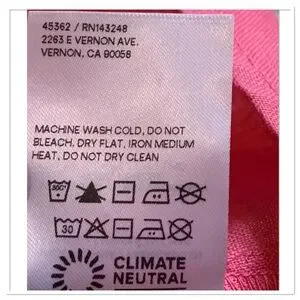 45362 / RN143248
2263 E VERNON AVE.
VERNON, CA 90058
MACHINE WASH COLD, DO NOT
BLEACH, DRY FLAT, IRON MEDIUM
HEAT, DO NOT DRY CLEAN
30
CLIMATE
NEUTRAL